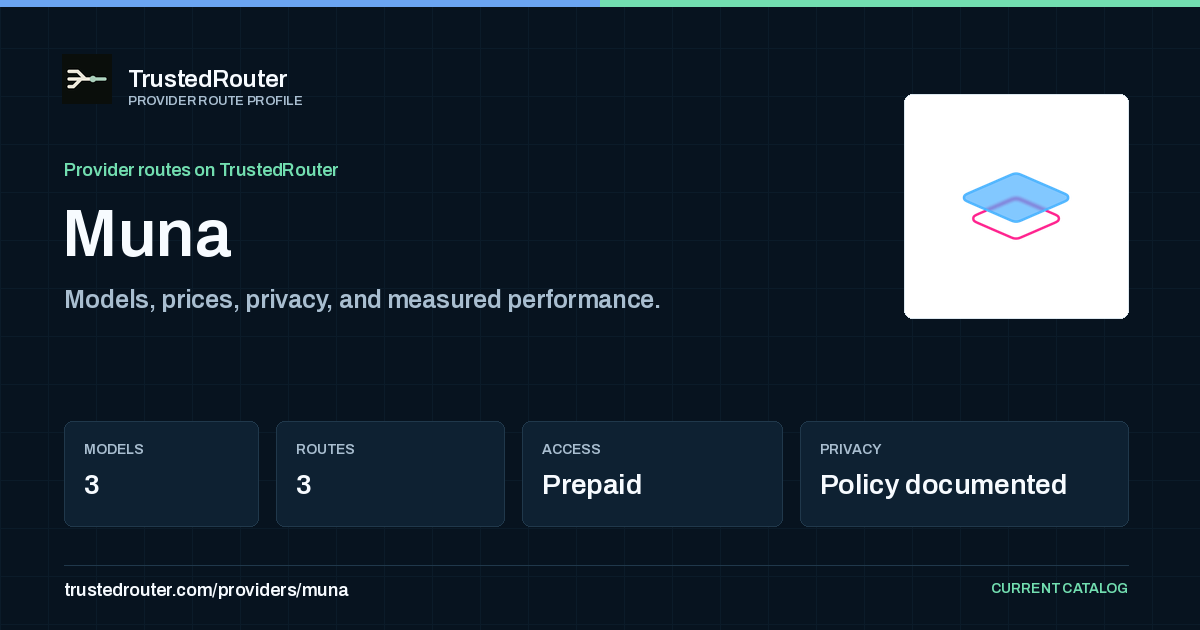 TrustedRouter
PROVIDER ROUTE PROFILE
Provider routes on TrustedRouter
Muna
Models, prices, privacy, and measured performance.
MODELS
3
ROUTES
3
ACCESS
Prepaid
PRIVACY
Policy documented
trustedrouter.com/providers/muna
CURRENT CATALOG